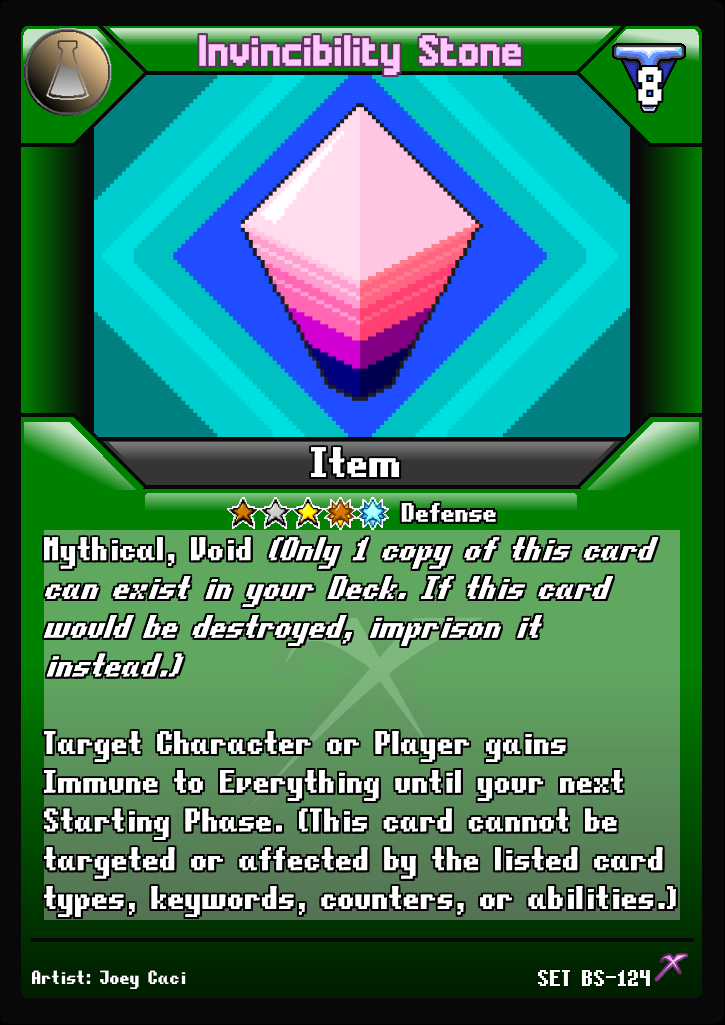 Invincibility Stone
8
Item
Defense
Mythical, Void (Only 1 copy of this card
can exist in your Deck. If this card
would be destroyed, imprison it
instead.)
Target Character or Player gains
Immune to Everything until your next
Starting Phase. (This card cannot be
targeted or affected by the listed card
types, keywords, counters, or abilities.)
Artist: Joey Caci
SET BS-124